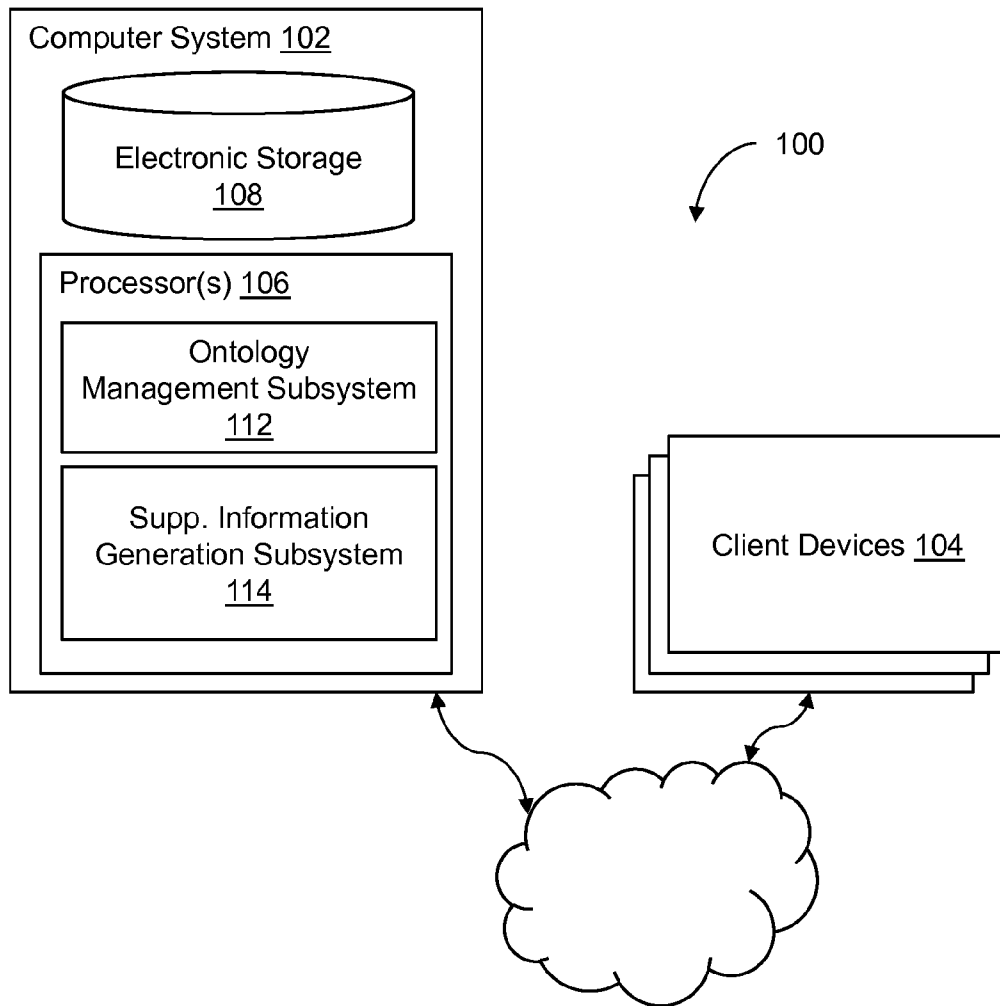 Computer System 102
Electronic Storage
108
100
Processor(s) 106
Ontology
Management Subsystem
112
Supp. Information
Generation Subsystem
114
Client Devices 104